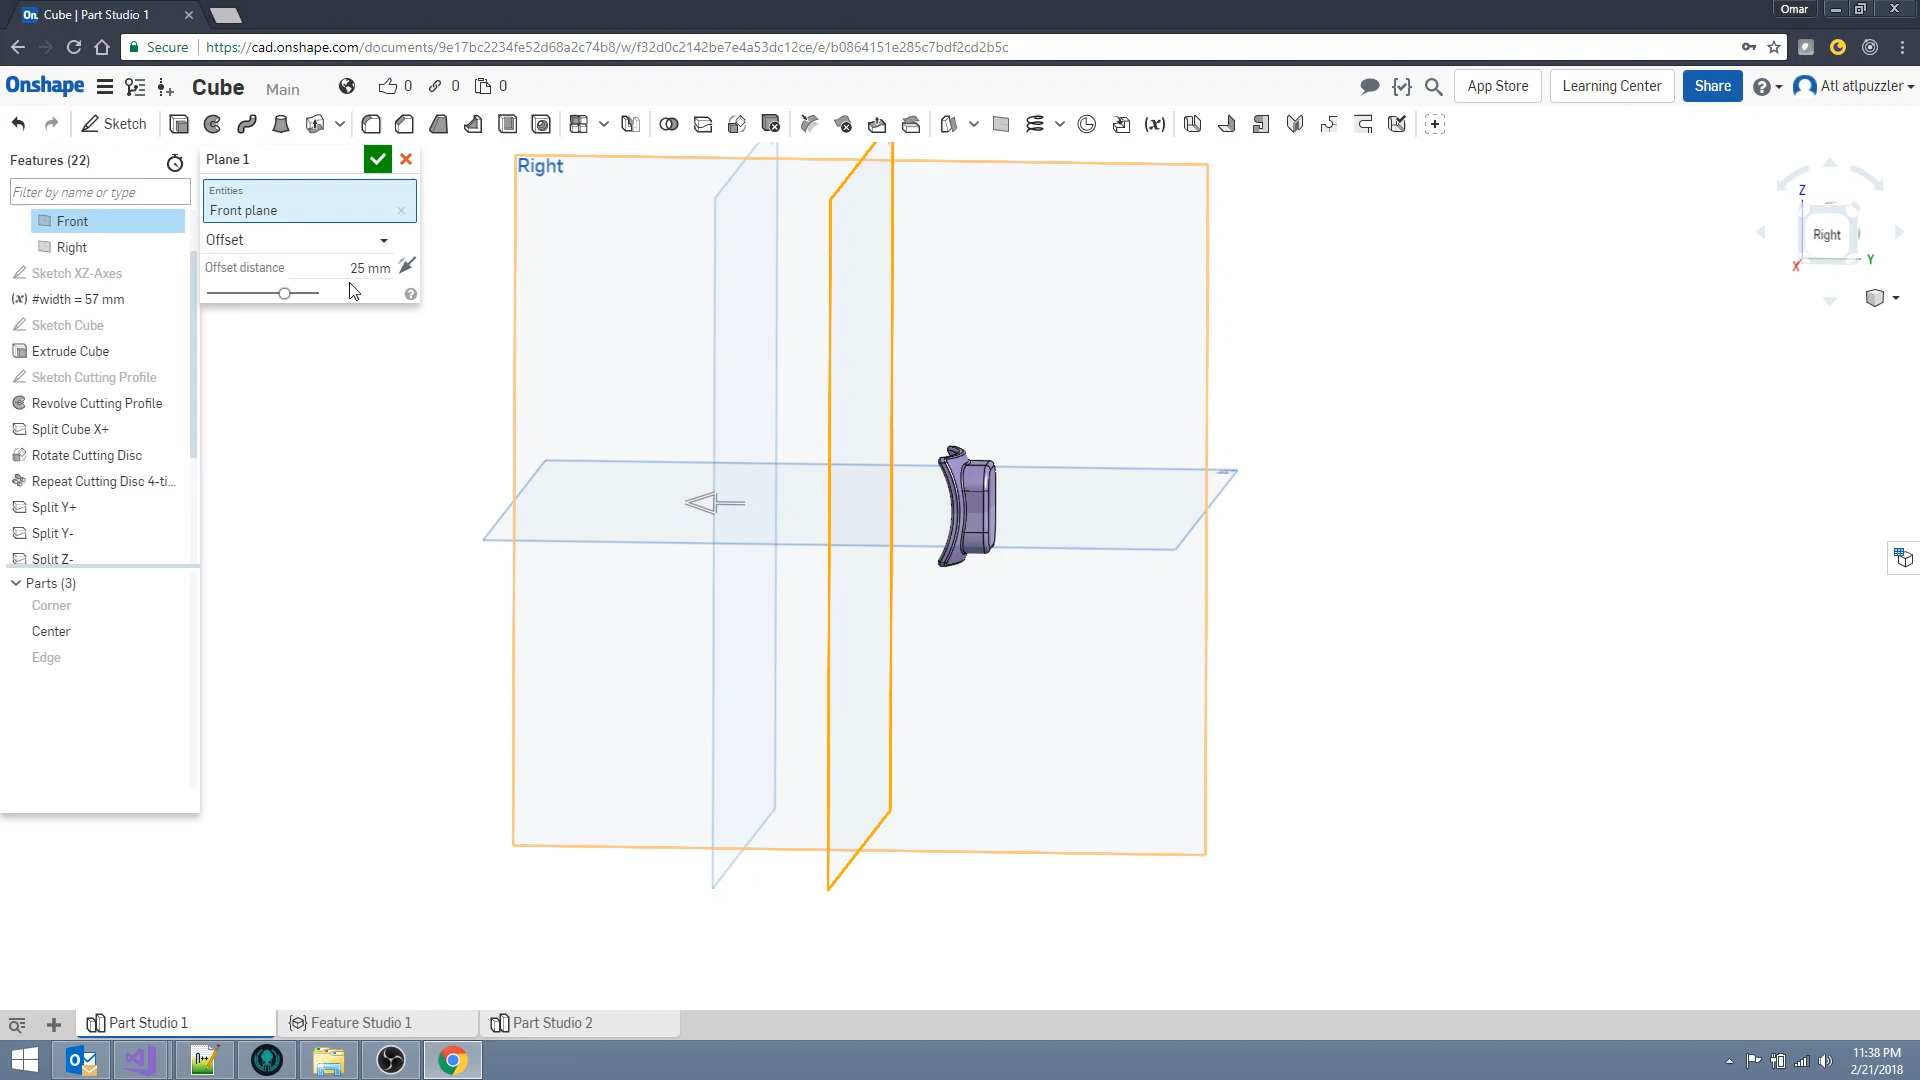 On Cube | Part Studio 1
Omar
Secure https://cad.onshape.com/documents/9e17bc2234fe52d68a2c74b8/w/f32d0c2142be7e4a53dc12ce/e/b0864151e285c7bdf2cd2b5c
Onshape Cube Main 0 0 0 App Store Learning Center Share ? Atl atlpuzzler
Sketch (x)
Features (22)
Filter by name or type
Front
Right
Sketch XZ-Axes
(x) #width = 57 mm
Sketch Cube
Extrude Cube
Sketch Cutting Profile
Revolve Cutting Profile
Split Cube X+
Rotate Cutting Disc
Repeat Cutting Disc 4-ti...
Split Y+
Split Y-
Split Z-
Parts (3)
Corner
Center
Edge
Plane 1
Entities
Front plane
Offset
Offset distance 25 mm
?
Right
Z
Right
X
Y
Part Studio 1 Feature Studio 1 Part Studio 2
11:38 PM
2/21/2018